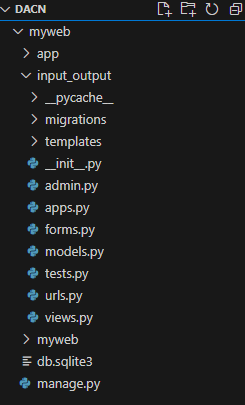 DACN
myweb
app
input_output
__pycache__
migrations
templates
__init__.py
admin.py
apps.py
forms.py
models.py
tests.py
urls.py
views.py
myweb
db.sqlite3
manage.py